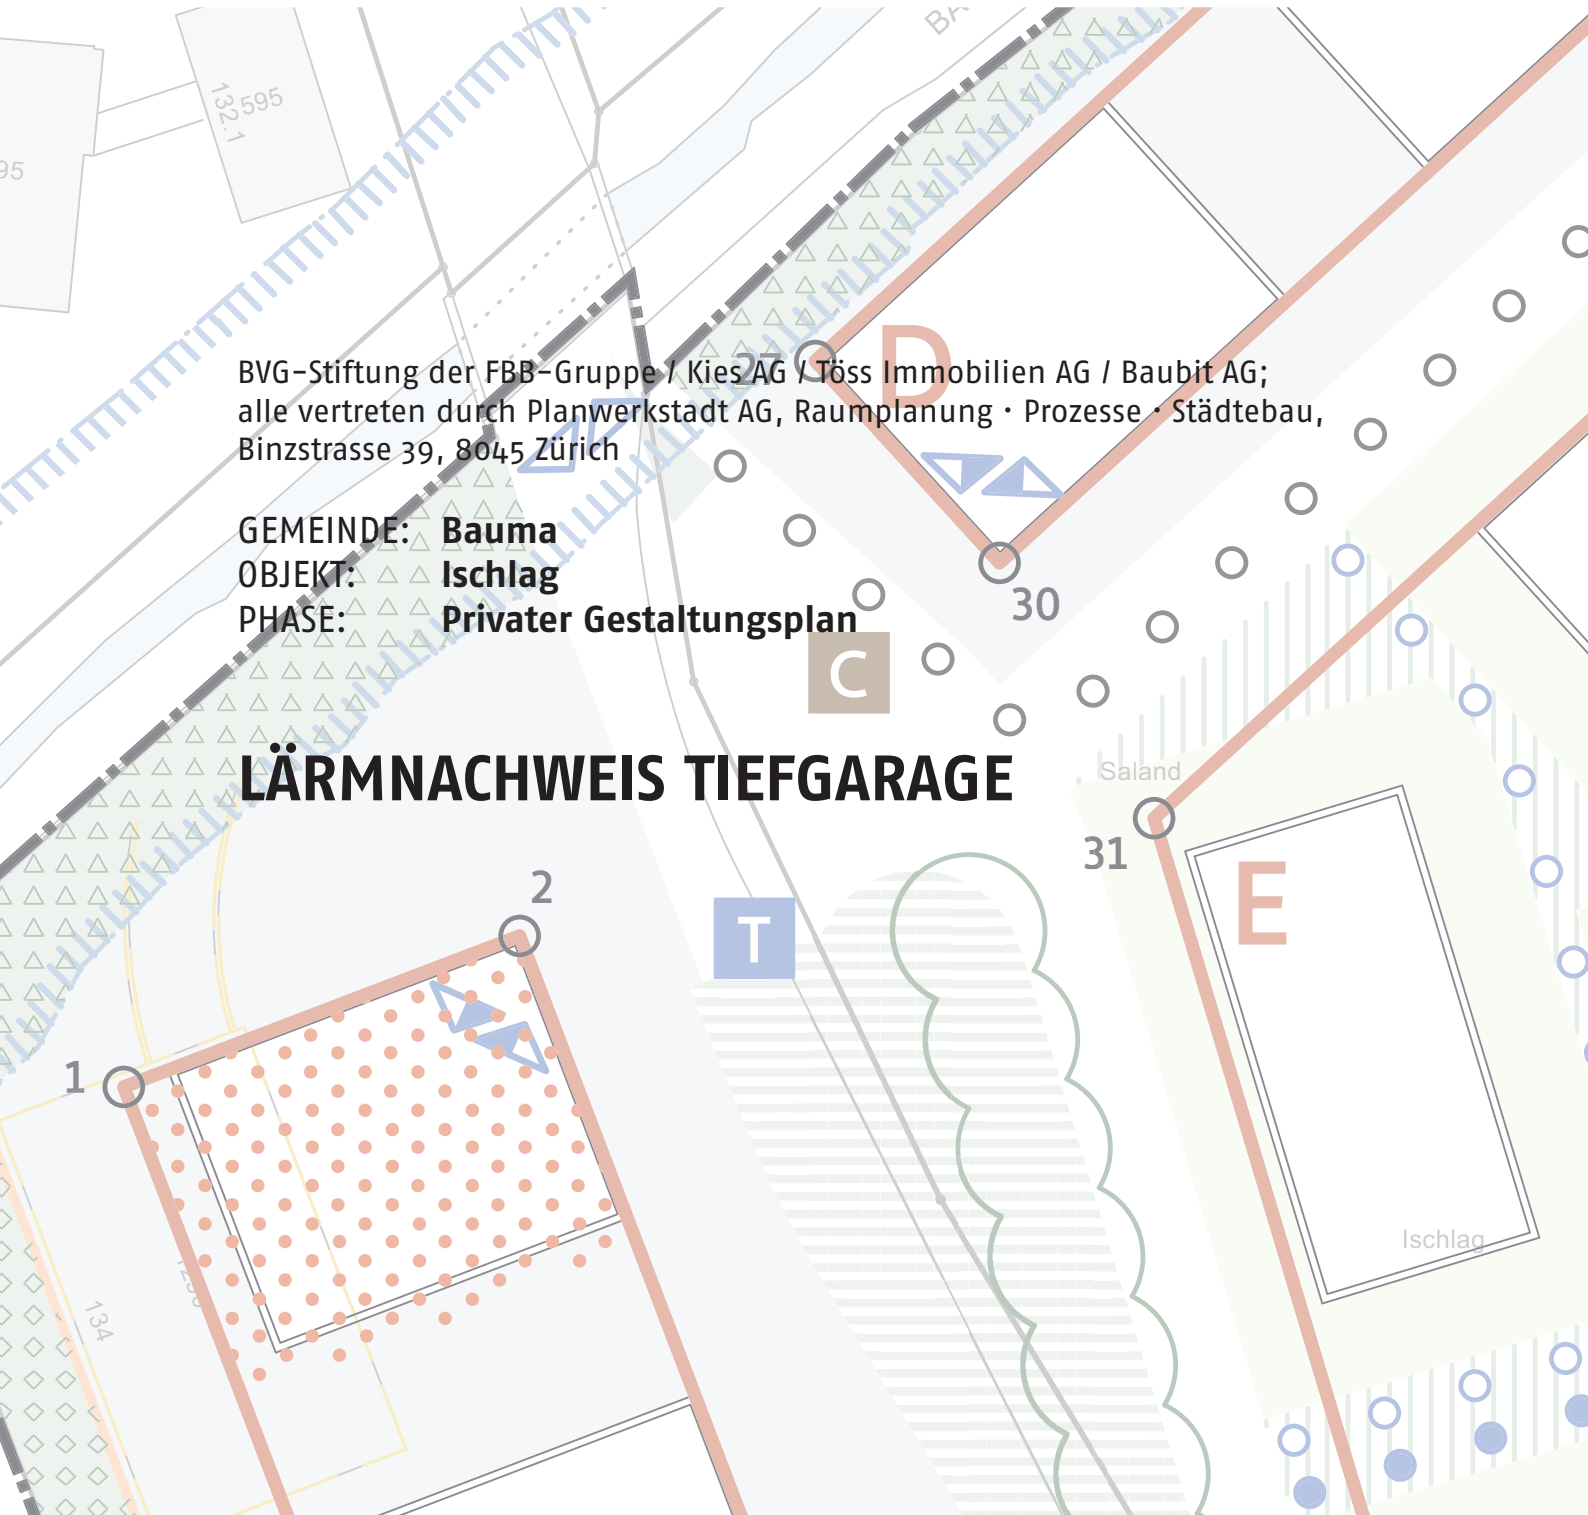 BA
132.1
595
95
27
D
BVG-Stiftung der FBB-Gruppe / Kies AG / Töss Immobilien AG / Baubit AG;
alle vertreten durch Planwerkstadt AG, Raumplanung · Prozesse · Städtebau,
Binzstrasse 39, 8045 Zürich
GEMEINDE: Bauma
OBJEKT: Ischlag
PHASE: Privater Gestaltungsplan
30
C
LÄRMNACHWEIS TIEFGARAGE
Saland
31
E
2
T
1
Ischlag
134